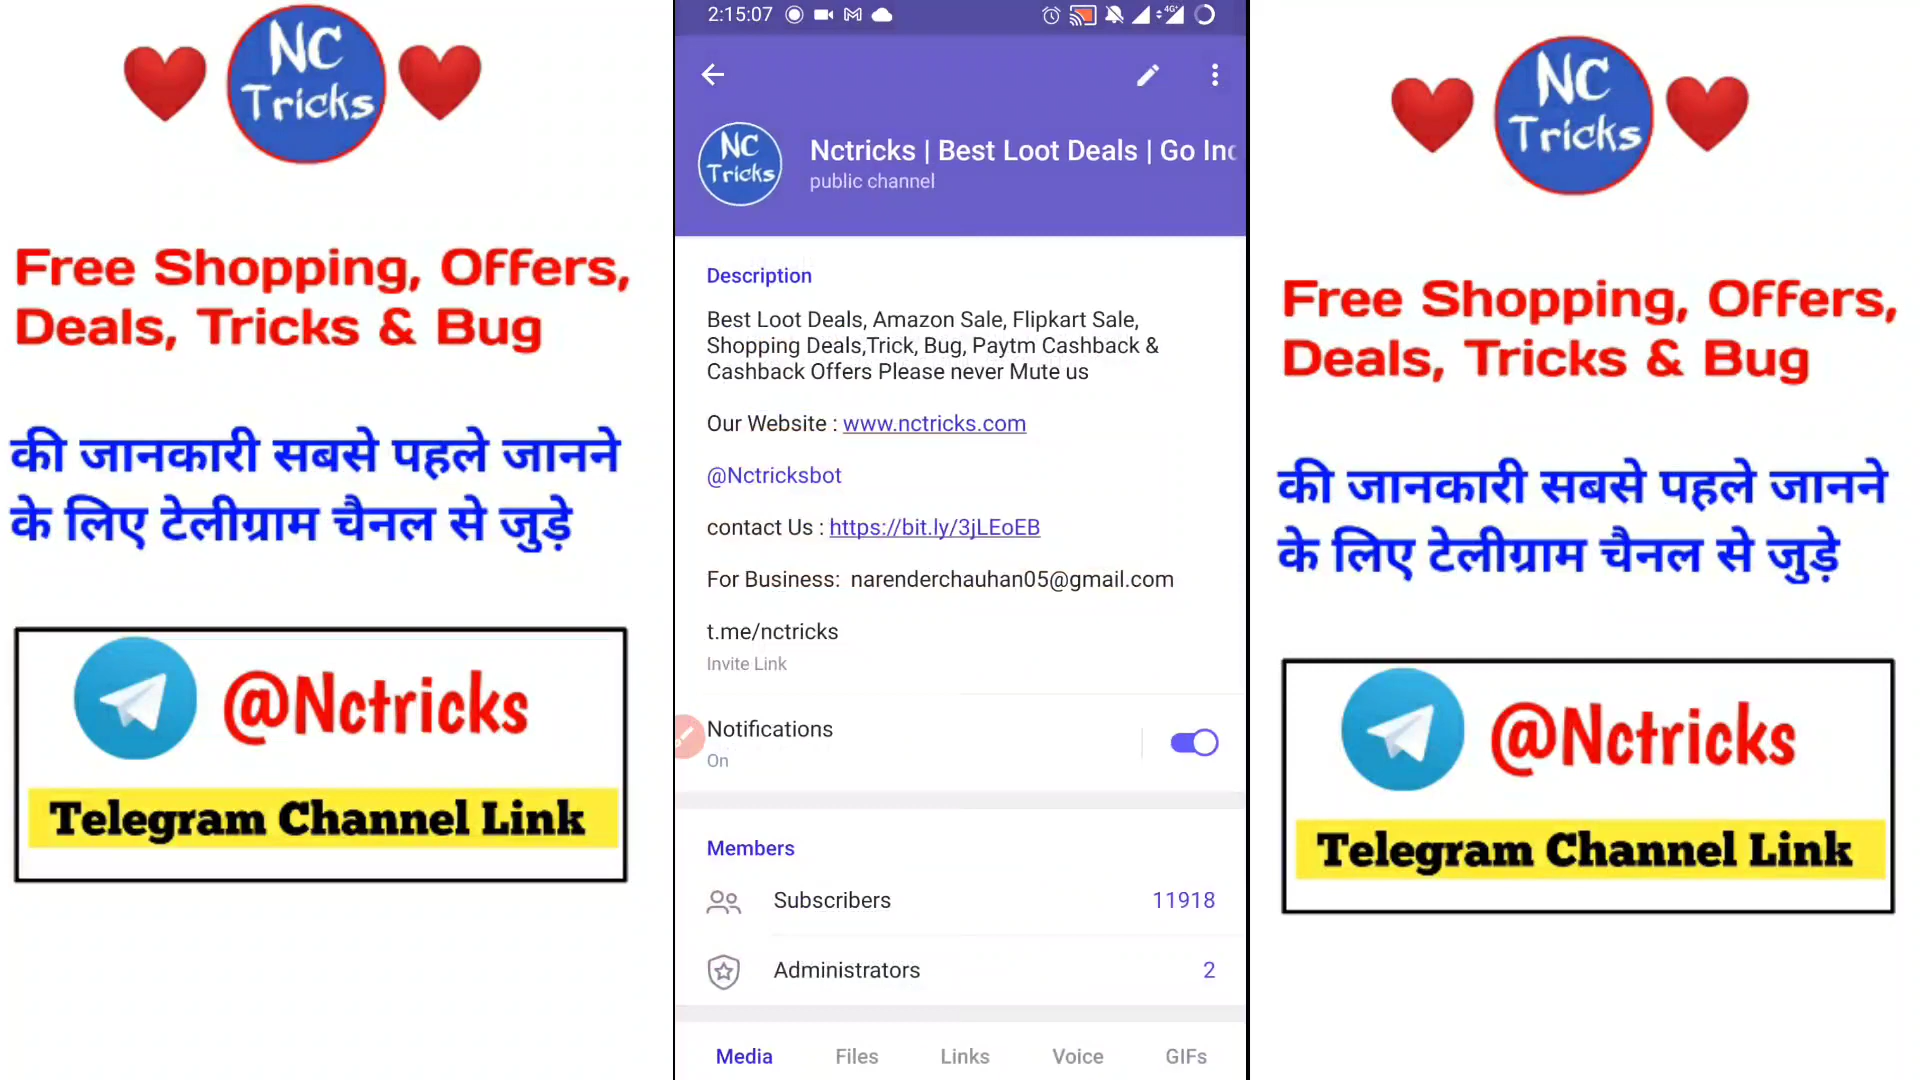 NC
Tricks
Free Shopping, Offers,
Deals, Tricks & Bug
की जानकारी सबसे पहले जानने
के लिए टेलीग्राम चैनल से जुड़े
@Nctricks
Telegram Channel Link
2:15:07
4G+
NC
Tricks
Nctricks | Best Loot Deals | Go Inc
public channel
Description
Best Loot Deals, Amazon Sale, Flipkart Sale,
Shopping Deals,Trick, Bug, Paytm Cashback &
Cashback Offers Please never Mute us
Our Website : www.nctricks.com
@Nctricksbot
contact Us : https://bit.ly/3jLEoEB
For Business: narenderchauhan05@gmail.com
t.me/nctricks
Invite Link
Notifications
On
Members
Subscribers 11918
Administrators 2
Media Files Links Voice GIFs
NC
Tricks
Free Shopping, Offers,
Deals, Tricks & Bug
की जानकारी सबसे पहले जानने
के लिए टेलीग्राम चैनल से जुड़े
@Nctricks
Telegram Channel Link